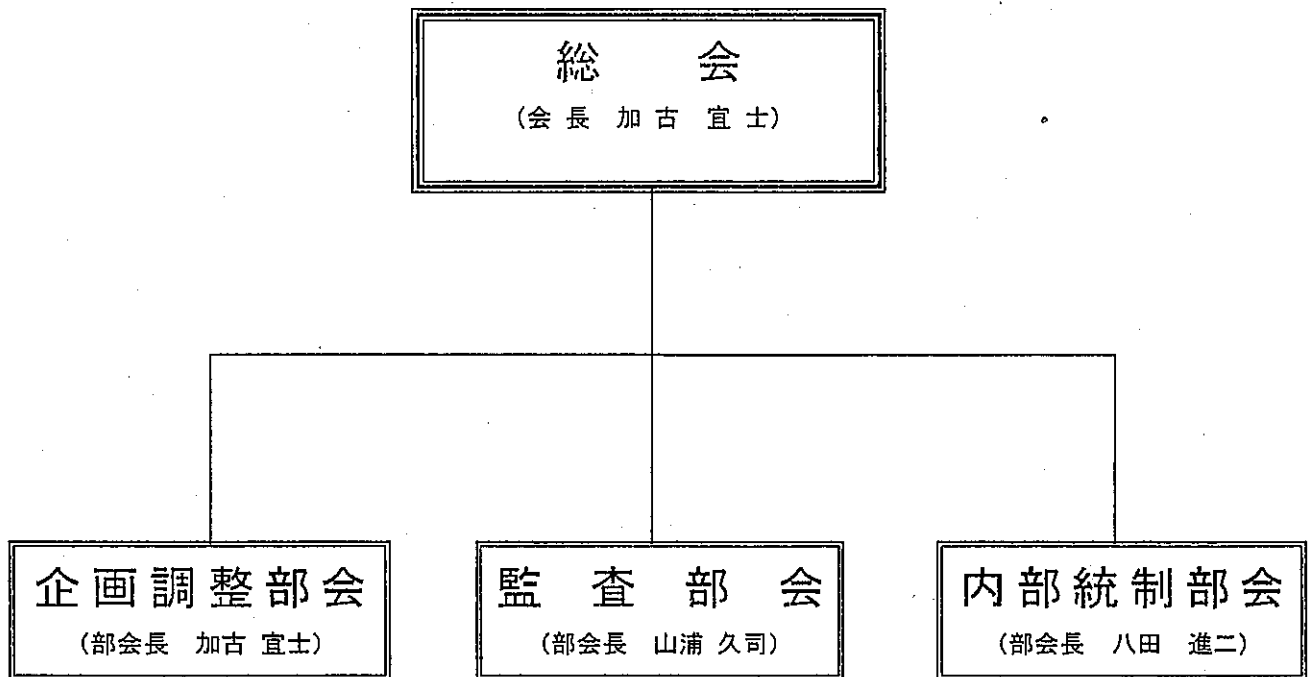 総　会
（会長　加古　宜士）
企画調整部会
（部会長　加古　宜士）
監査部会
（部会長　山浦　久司）
内部統制部会
（部会長　八田　進二）